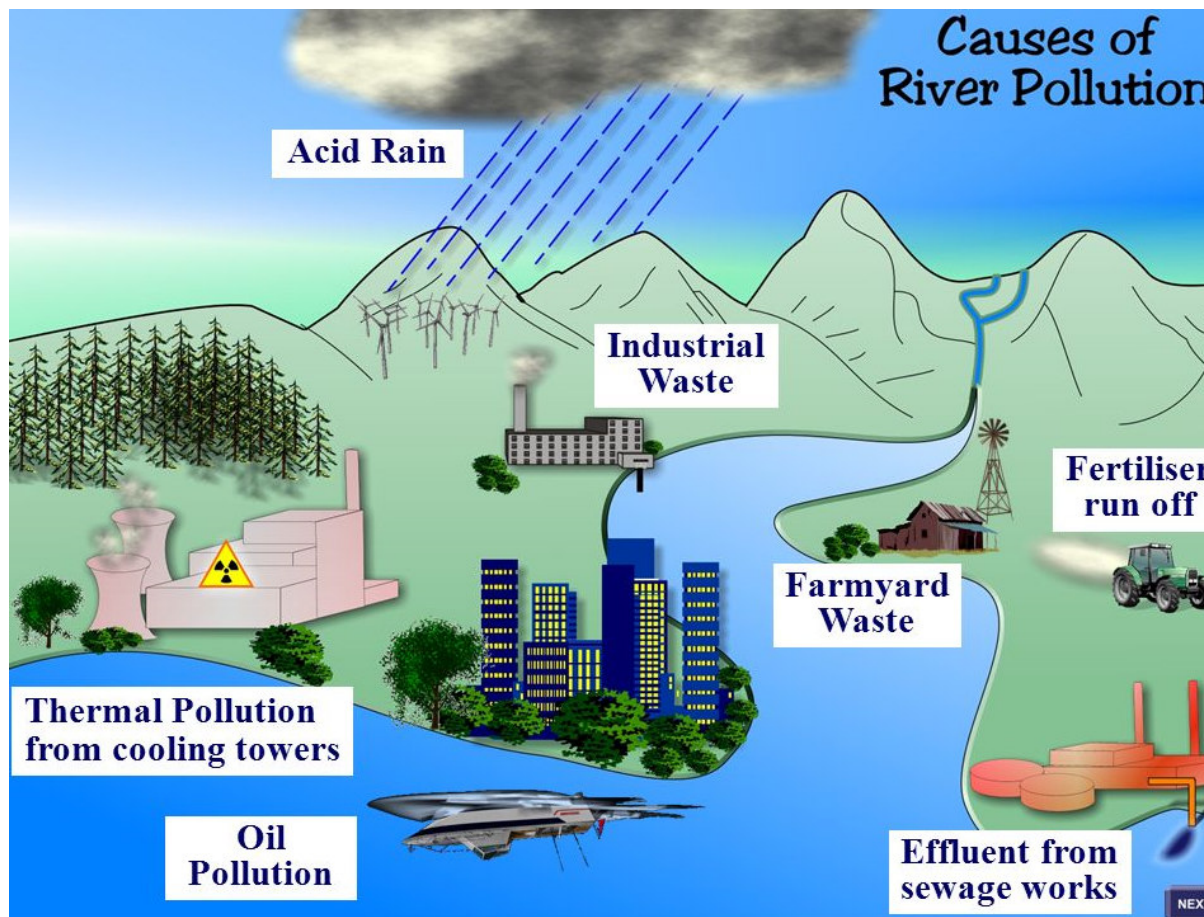 Causes of
River Pollution
Acid Rain
Industrial
Waste
Fertiliser
run off
Farmyard
Waste
Thermal Pollution
from cooling towers
Oil
Pollution
Effluent from
sewage works
NEX